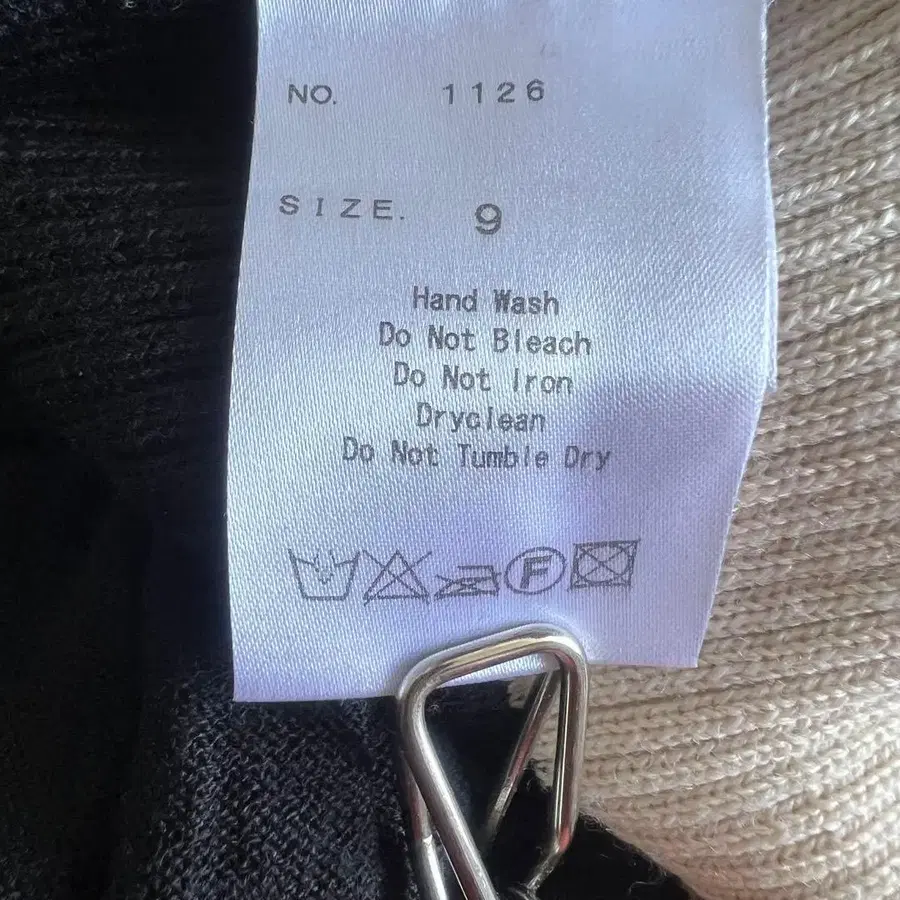 NO. 1126
SIZE. 9
Hand Wash
Do Not Bleach
Do Not Iron
Dryclean
Do Not Tumble Dry
F